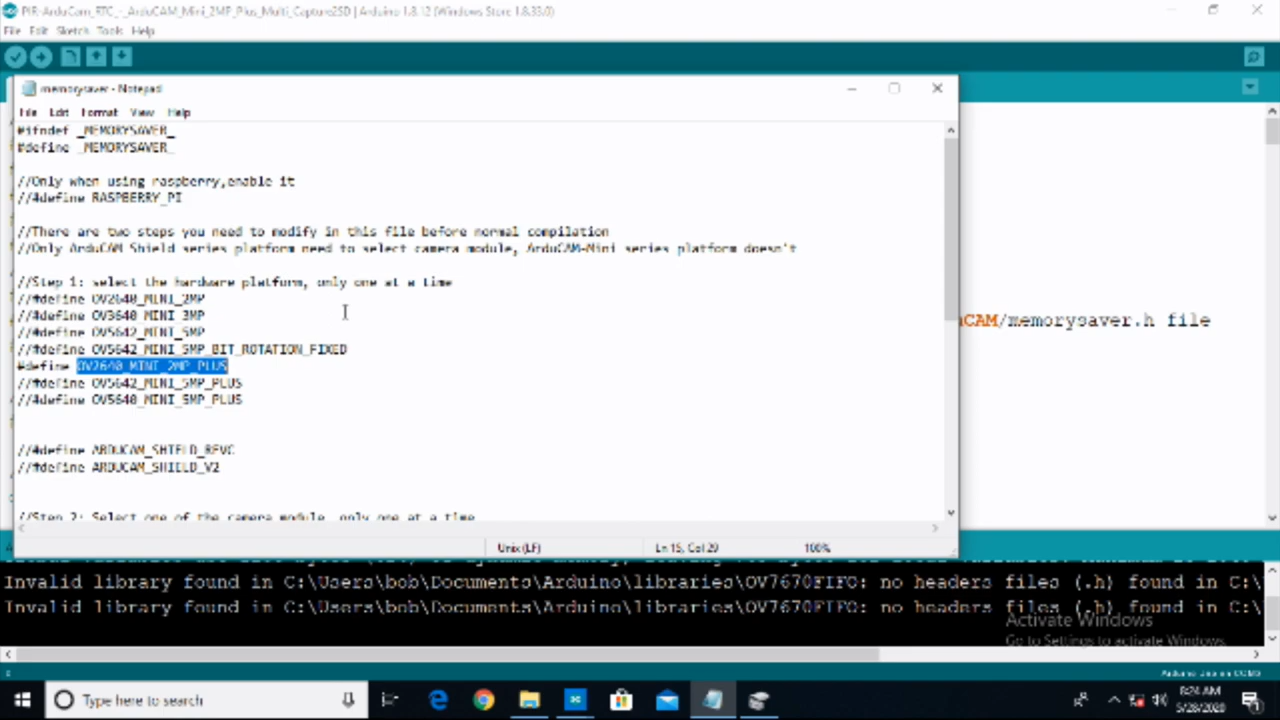 PIR-ArduCam_RTC_-_ArduCAM_Mini_2MP_Plus_Multi_Capture2SD | Arduino 1.8.12 (Windows Store 1.8.33.0)
File Edit Sketch Tools Help
memorysaver - Notepad
File Edit Format View Help
#ifndef _MEMORYSAVER_
#define _MEMORYSAVER_
//Only when using raspberry,enable it
//#define RASPBERRY_PI
//There are two steps you need to modify in this file before normal compilation
//Only ArduCAM Shield series platform need to select camera module, ArduCAM-Mini series platform doesn't
//Step 1: select the hardware platform, only one at a time
//#define OV2640_MINI_2MP
//#define OV3640_MINI_3MP
//#define OV5642_MINI_5MP
//#define OV5642_MINI_5MP_BIT_ROTATION_FIXED
#define OV2640_MINI_2MP_PLUS
//#define OV5642_MINI_5MP_PLUS
//#define OV5640_MINI_5MP_PLUS
//#define ARDUCAM_SHIELD_REVC
//#define ARDUCAM_SHIELD_V2
//Step 2: Select one of the camera module, only one at a time
uCAM/memorysaver.h file
Unix (LF) Ln 15, Col 29 100%
Invalid library found in C:\Users\bob\Documents\Arduino\libraries\OV7670FIFO: no headers files (.h) found in C:\
Invalid library found in C:\Users\bob\Documents\Arduino\libraries\OV7670FIFO: no headers files (.h) found in C:\
Activate Windows
Go to Settings to activate Windows.
Type here to search
8:24 AM
5/28/2020